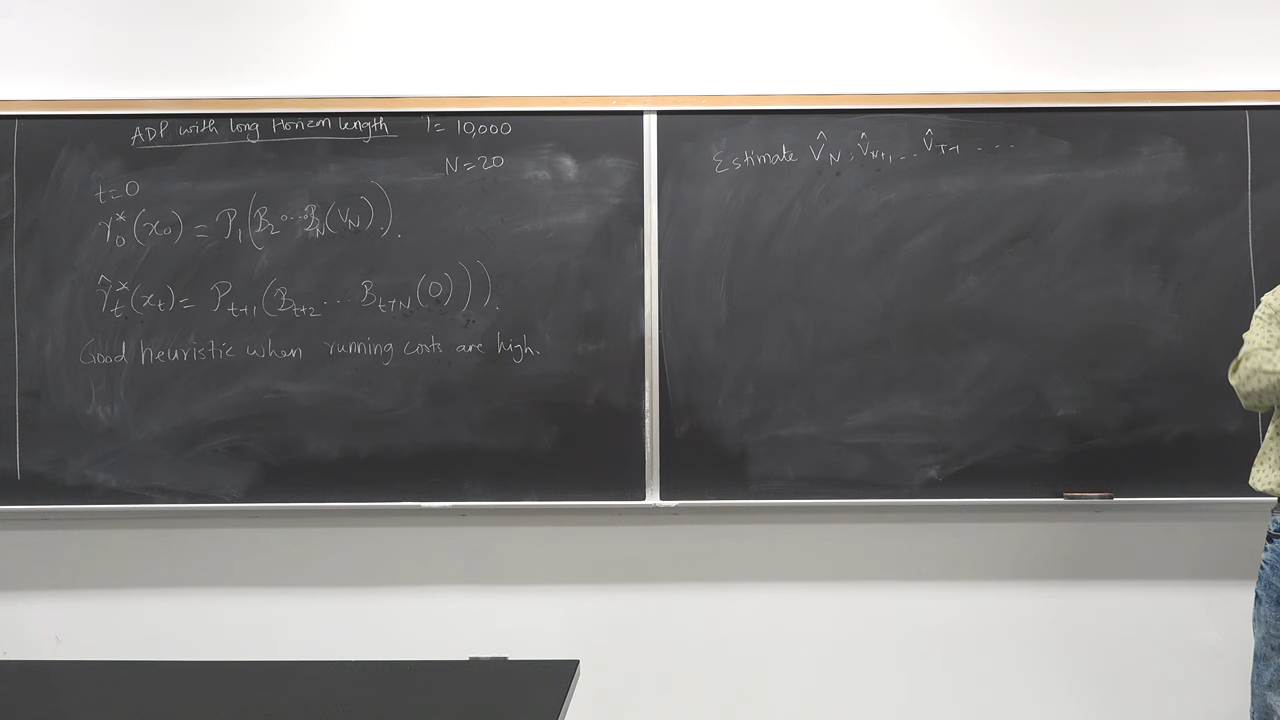 ADP with long Horizon length T = 10,000
N = 20
t=0
γ₀*(x₀) = P₁(B₂ ∘ ... B_N(V_N)).
γ̂_t*(x_t) = P_{t+1}(B_{t+2} ... B_{t+N}(0))).
Good heuristic when running costs are high.
Estimate V̂_N, V̂_{N+1} ... V̂_{T-1} ....